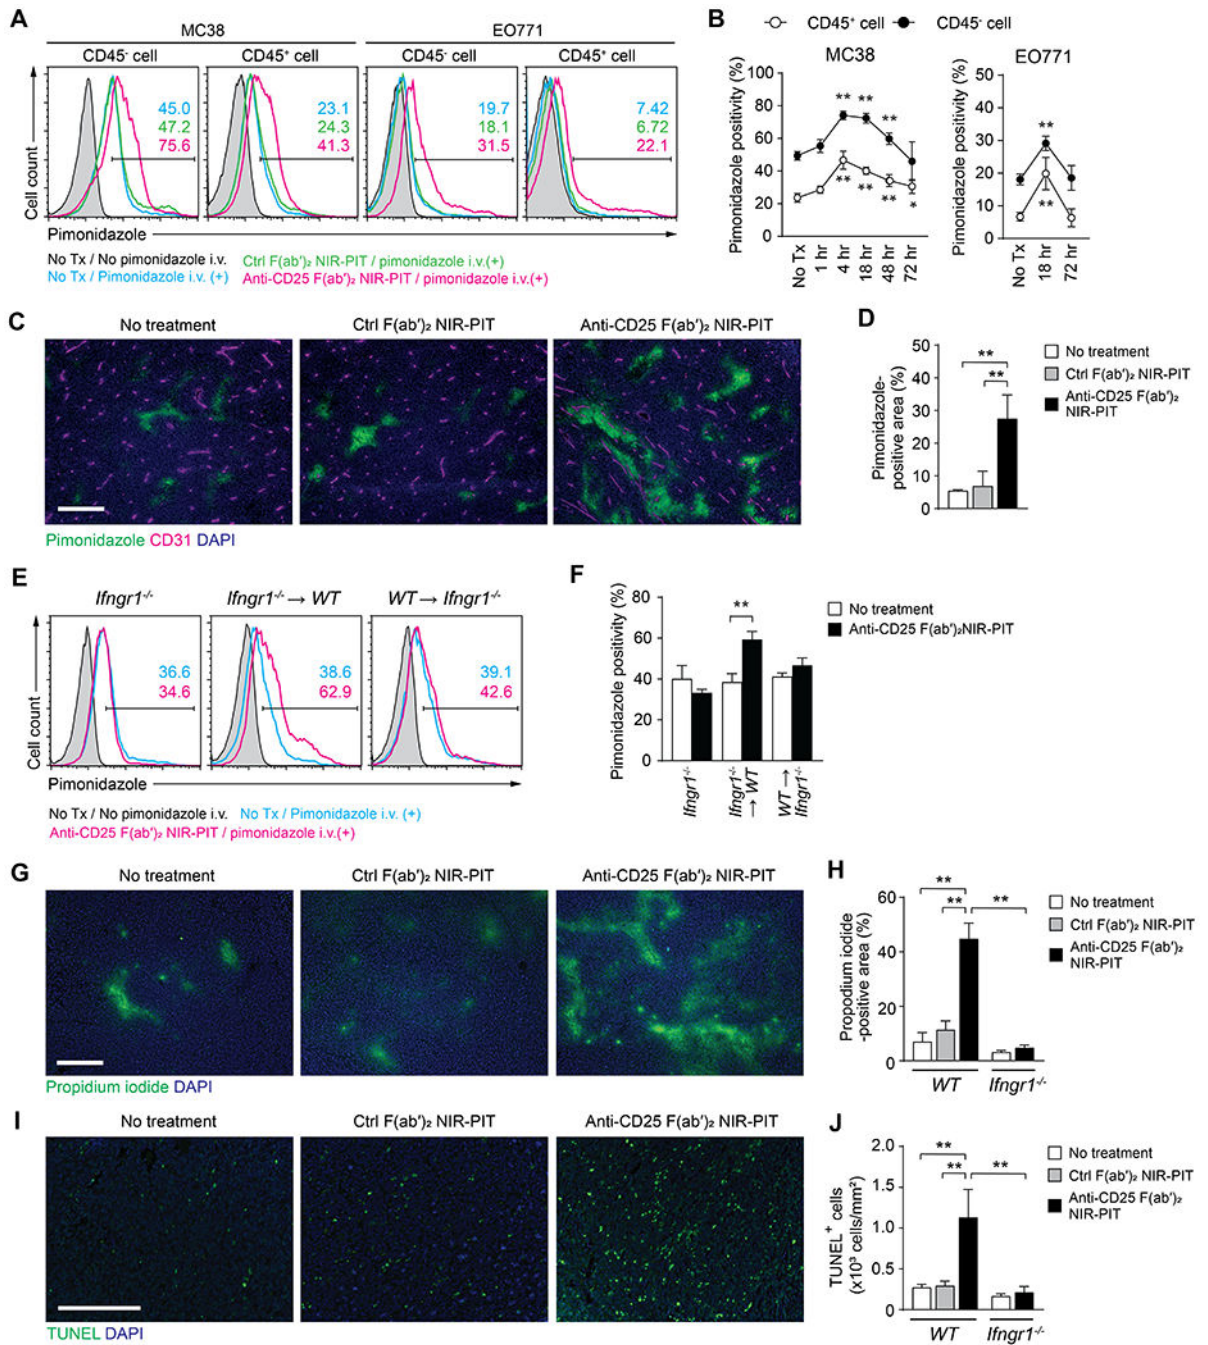 A
MC38
EO771
CD45⁻ cell
CD45⁺ cell
CD45⁻ cell
CD45⁺ cell
45.0
47.2
75.6
23.1
24.3
41.3
19.7
18.1
31.5
7.42
6.72
22.1
Cell count
Pimonidazole
No Tx / No pimonidazole i.v.
Ctrl F(ab′)₂ NIR-PIT / pimonidazole i.v.(+)
No Tx / Pimonidazole i.v. (+)
Anti-CD25 F(ab′)₂ NIR-PIT / pimonidazole i.v.(+)
B
CD45⁺ cell
CD45⁻ cell
MC38
Pimonidazole positivity (%)
100
80
60
40
20
0
** ** **
** ** ** *
No Tx
1 hr
4 hr
18 hr
48 hr
72 hr
EO771
Pimonidazole positivity (%)
50
40
30
20
10
0
**
**
No Tx
18 hr
72 hr
C
No treatment
Ctrl F(ab′)₂ NIR-PIT
Anti-CD25 F(ab′)₂ NIR-PIT
Pimonidazole CD31 DAPI
D
Pimonidazole-
positive area (%)
50
40
30
20
10
0
**
**
No treatment
Ctrl F(ab′)₂ NIR-PIT
Anti-CD25 F(ab′)₂
NIR-PIT
E
Ifngr1⁻/⁻
Ifngr1⁻/⁻ → WT
WT → Ifngr1⁻/⁻
36.6
34.6
38.6
62.9
39.1
42.6
Cell count
Pimonidazole
No Tx / No pimonidazole i.v.
No Tx / Pimonidazole i.v. (+)
Anti-CD25 F(ab′)₂ NIR-PIT / pimonidazole i.v.(+)
F
Pimonidazole positivity (%)
80
60
40
20
0
**
Ifngr1⁻/⁻
Ifngr1⁻/⁻
→ WT
WT →
Ifngr1⁻/⁻
No treatment
Anti-CD25 F(ab′)₂NIR-PIT
G
No treatment
Ctrl F(ab′)₂ NIR-PIT
Anti-CD25 F(ab′)₂ NIR-PIT
Propidium iodide DAPI
H
Propodium iodide
-positive area (%)
60
40
20
0
**
**
**
WT
Ifngr1⁻/⁻
No treatment
Ctrl F(ab′)₂ NIR-PIT
Anti-CD25 F(ab′)₂
NIR-PIT
I
No treatment
Ctrl F(ab′)₂ NIR-PIT
Anti-CD25 F(ab′)₂ NIR-PIT
TUNEL DAPI
J
TUNEL⁺ cells
(x10³ cells/mm²)
2.0
1.5
1.0
0.5
0
**
**
**
WT
Ifngr1⁻/⁻
No treatment
Ctrl F(ab′)₂ NIR-PIT
Anti-CD25 F(ab′)₂
NIR-PIT